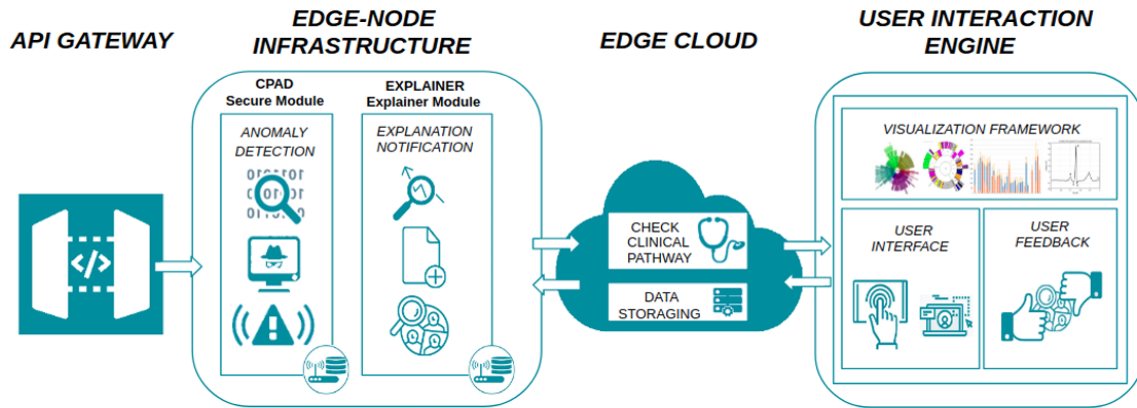 API GATEWAY
EDGE-NODE
INFRASTRUCTURE
EDGE CLOUD
USER INTERACTION
ENGINE
CPAD
Secure Module
EXPLAINER
Explainer Module
ANOMALY
DETECTION
EXPLANATION
NOTIFICATION
VISUALIZATION FRAMEWORK
</>
CHECK
CLINICAL
PATHWAY
DATA
STORAGING
USER
INTERFACE
USER
FEEDBACK